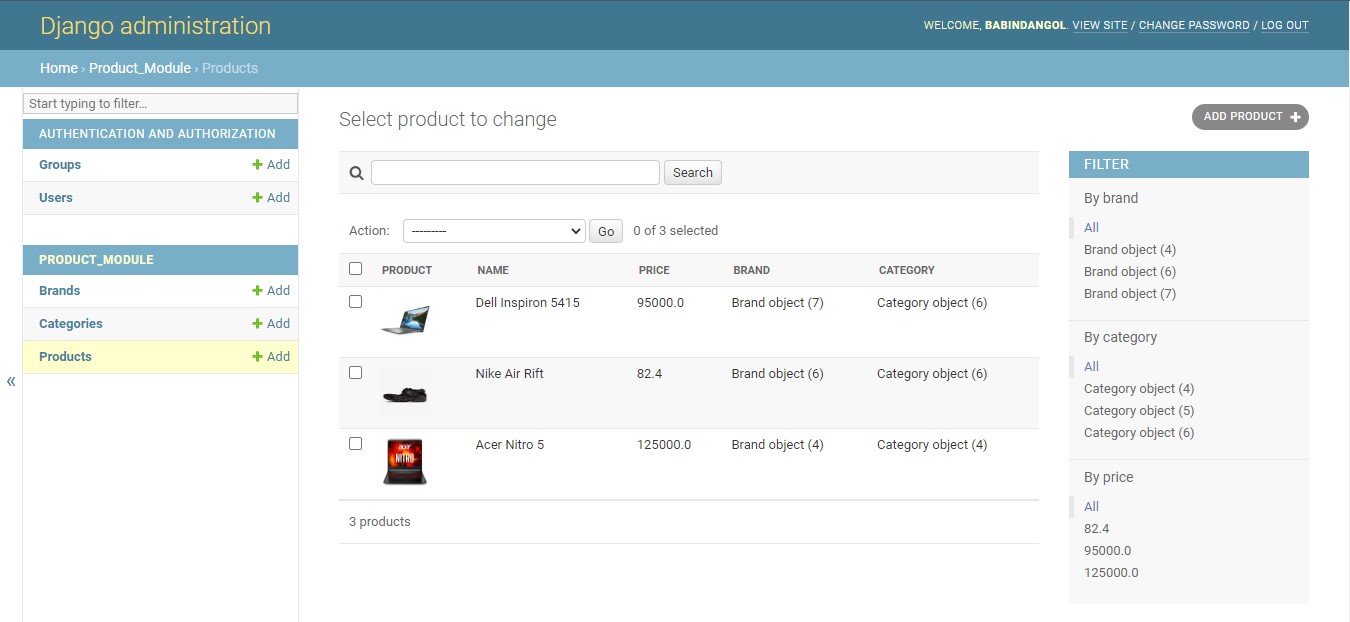 Django administration
WELCOME, BABINDANGOL. VIEW SITE / CHANGE PASSWORD / LOG OUT
Home › Product_Module › Products
Start typing to filter...
AUTHENTICATION AND AUTHORIZATION
Groups + Add
Users + Add
PRODUCT_MODULE
Brands + Add
Categories + Add
Products + Add
«
Select product to change
ADD PRODUCT +
Search
Action: --------- Go 0 of 3 selected
PRODUCT NAME PRICE BRAND CATEGORY
Dell Inspiron 5415 95000.0 Brand object (7) Category object (6)
Nike Air Rift 82.4 Brand object (6) Category object (6)
NITRO Acer Nitro 5 125000.0 Brand object (4) Category object (4)
3 products
FILTER
By brand
All
Brand object (4)
Brand object (6)
Brand object (7)
By category
All
Category object (4)
Category object (5)
Category object (6)
By price
All
82.4
95000.0
125000.0